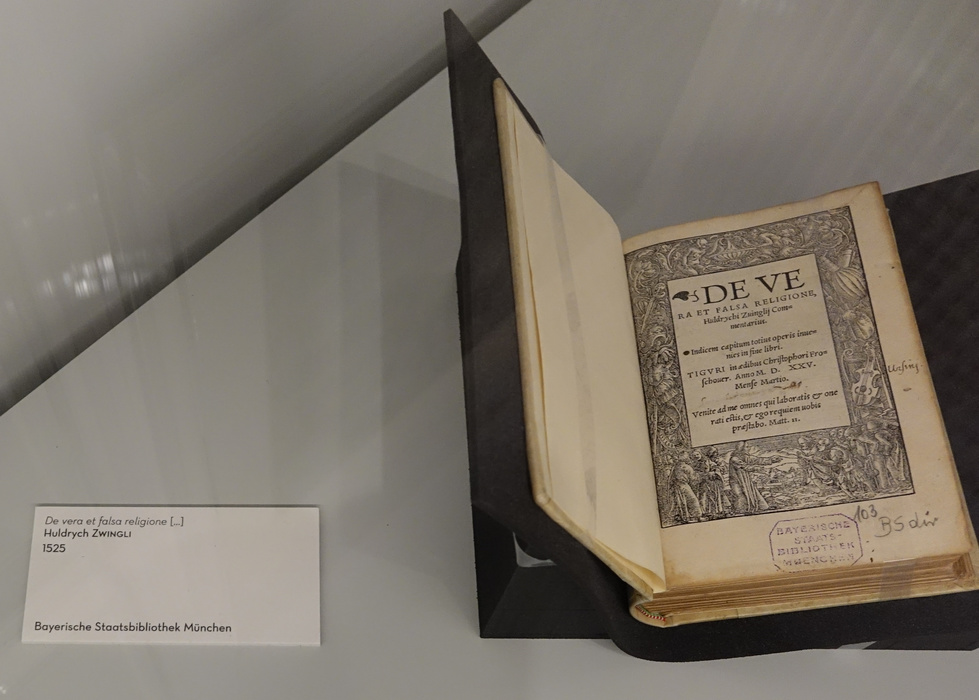 De vera et falsa religione [...]
Huldrych ZWINGLI
1525
Bayerische Staatsbibliothek München
DE VE
RA ET FALSA RELIGIONE,
Huldrychi Zuinglij Com-
mentarius.
Indicem capitum totius operis inue-
nies in fine libri.
TIGVRI in ædibus Christophori Fro-
schouer. Anno M. D. XXV.
Mense Martio.
Venite ad me omnes qui laboratis & one
rati estis, & ego requiem uobis
præstabo. Matt. 11.
103
BAYERISCHE
STAATS-
BIBLIOTHEK
MUENCHEN